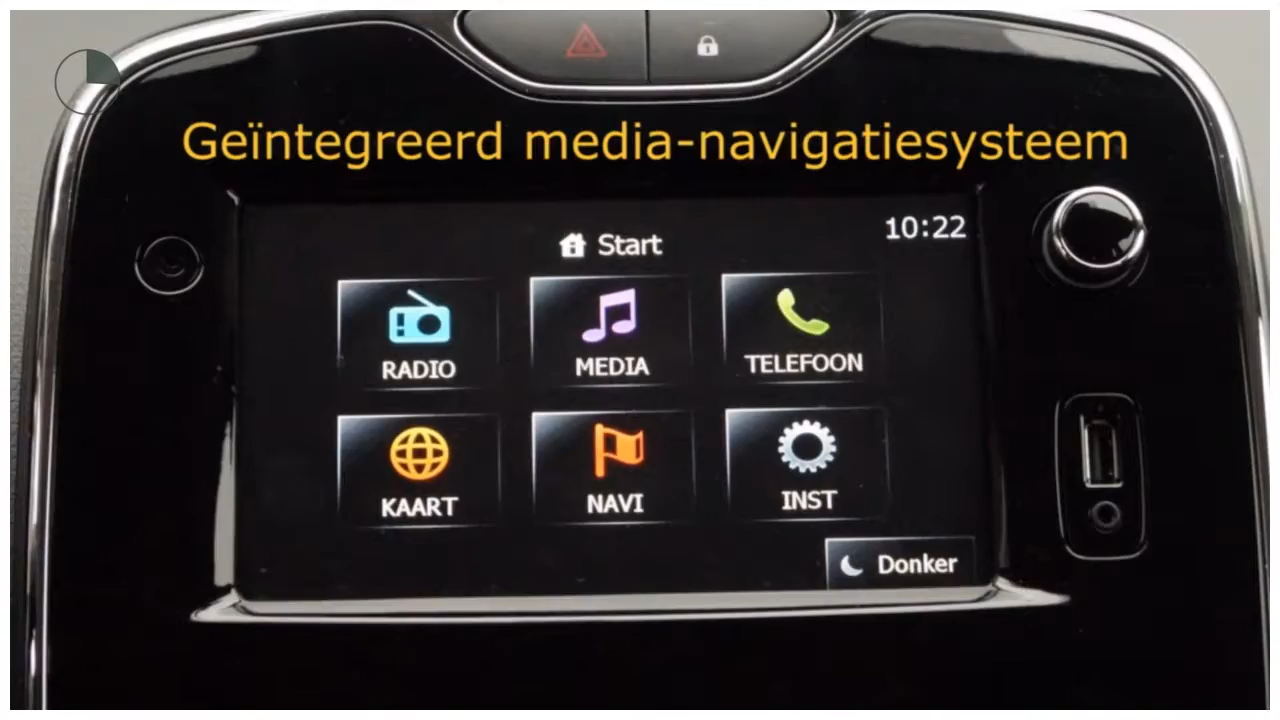 Geïntegreerd media-navigatiesysteem
10:22
Start
RADIO MEDIA TELEFOON
KAART NAVI INST
Donker